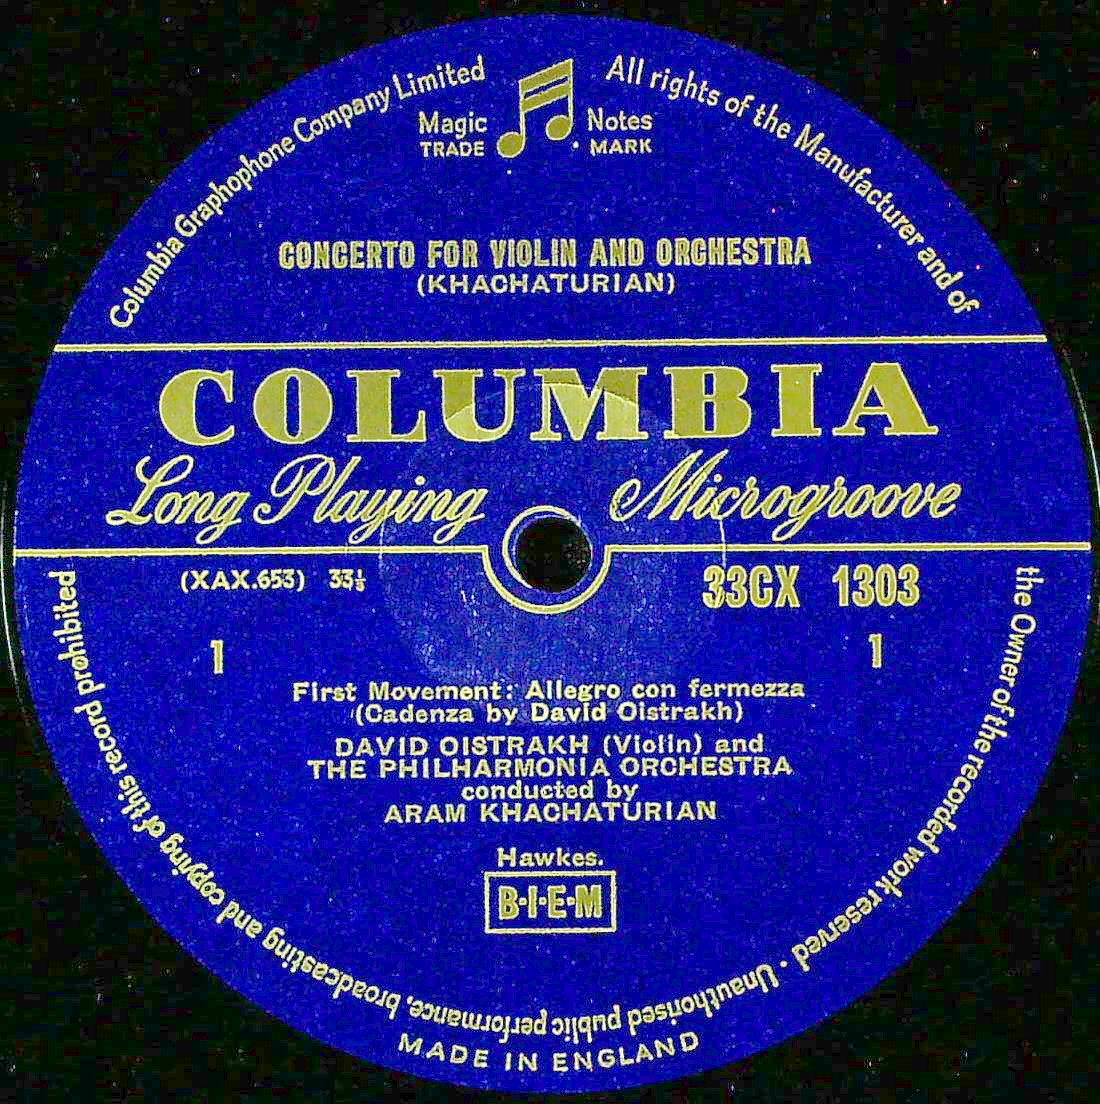 Columbia Graphophone Company Limited
All rights of the Manufacturer and of
the Owner of the recorded work reserved · Unauthorised public performance, broadcasting and copying of this record prohibited
Magic Notes
TRADE MARK
CONCERTO FOR VIOLIN AND ORCHESTRA
(KHACHATURIAN)
COLUMBIA
Long Playing Microgroove
(XAX.653) 33⅓ 33CX 1303
1 1
First Movement: Allegro con fermezza
(Cadenza by David Oistrakh)
DAVID OISTRAKH (Violin) and
THE PHILHARMONIA ORCHESTRA
conducted by
ARAM KHACHATURIAN
Hawkes.
B·I·E·M
MADE IN ENGLAND